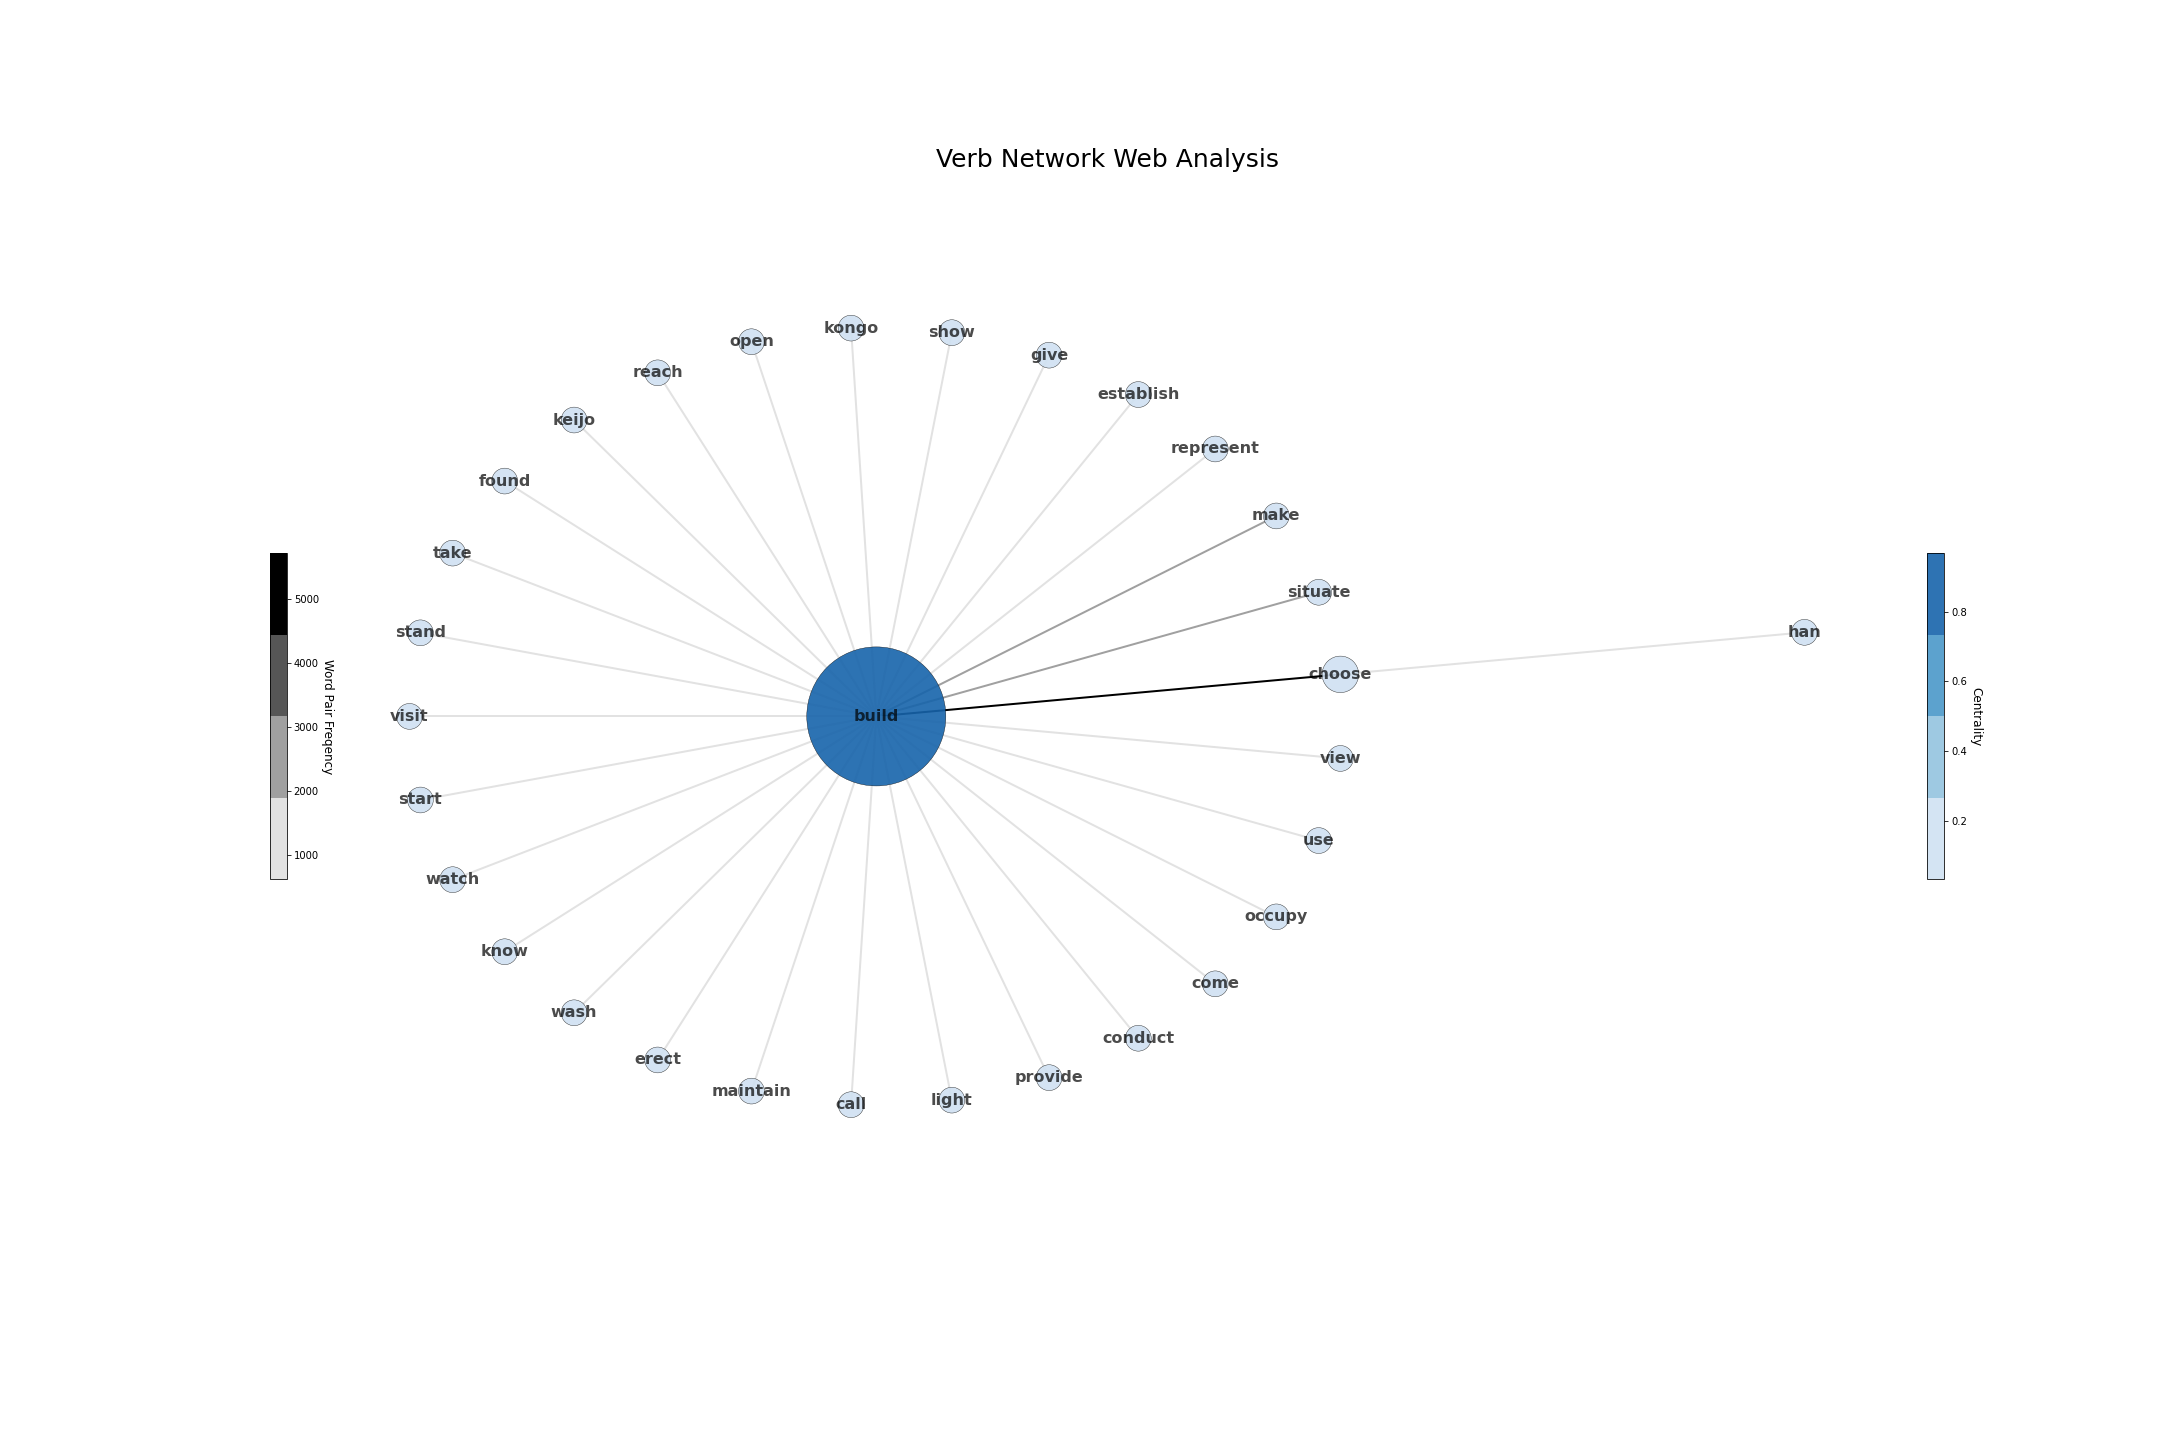 Verb Network Web Analysis
kongo
show
open
give
reach
establish
keijo
represent
found
make
take
situate
stand
han
choose
visit
build
view
start
use
watch
occupy
know
come
wash
conduct
erect
provide
maintain
light
call
5000
4000
3000
2000
1000
Word Pair Freqency
0.8
0.6
0.4
0.2
Centrality